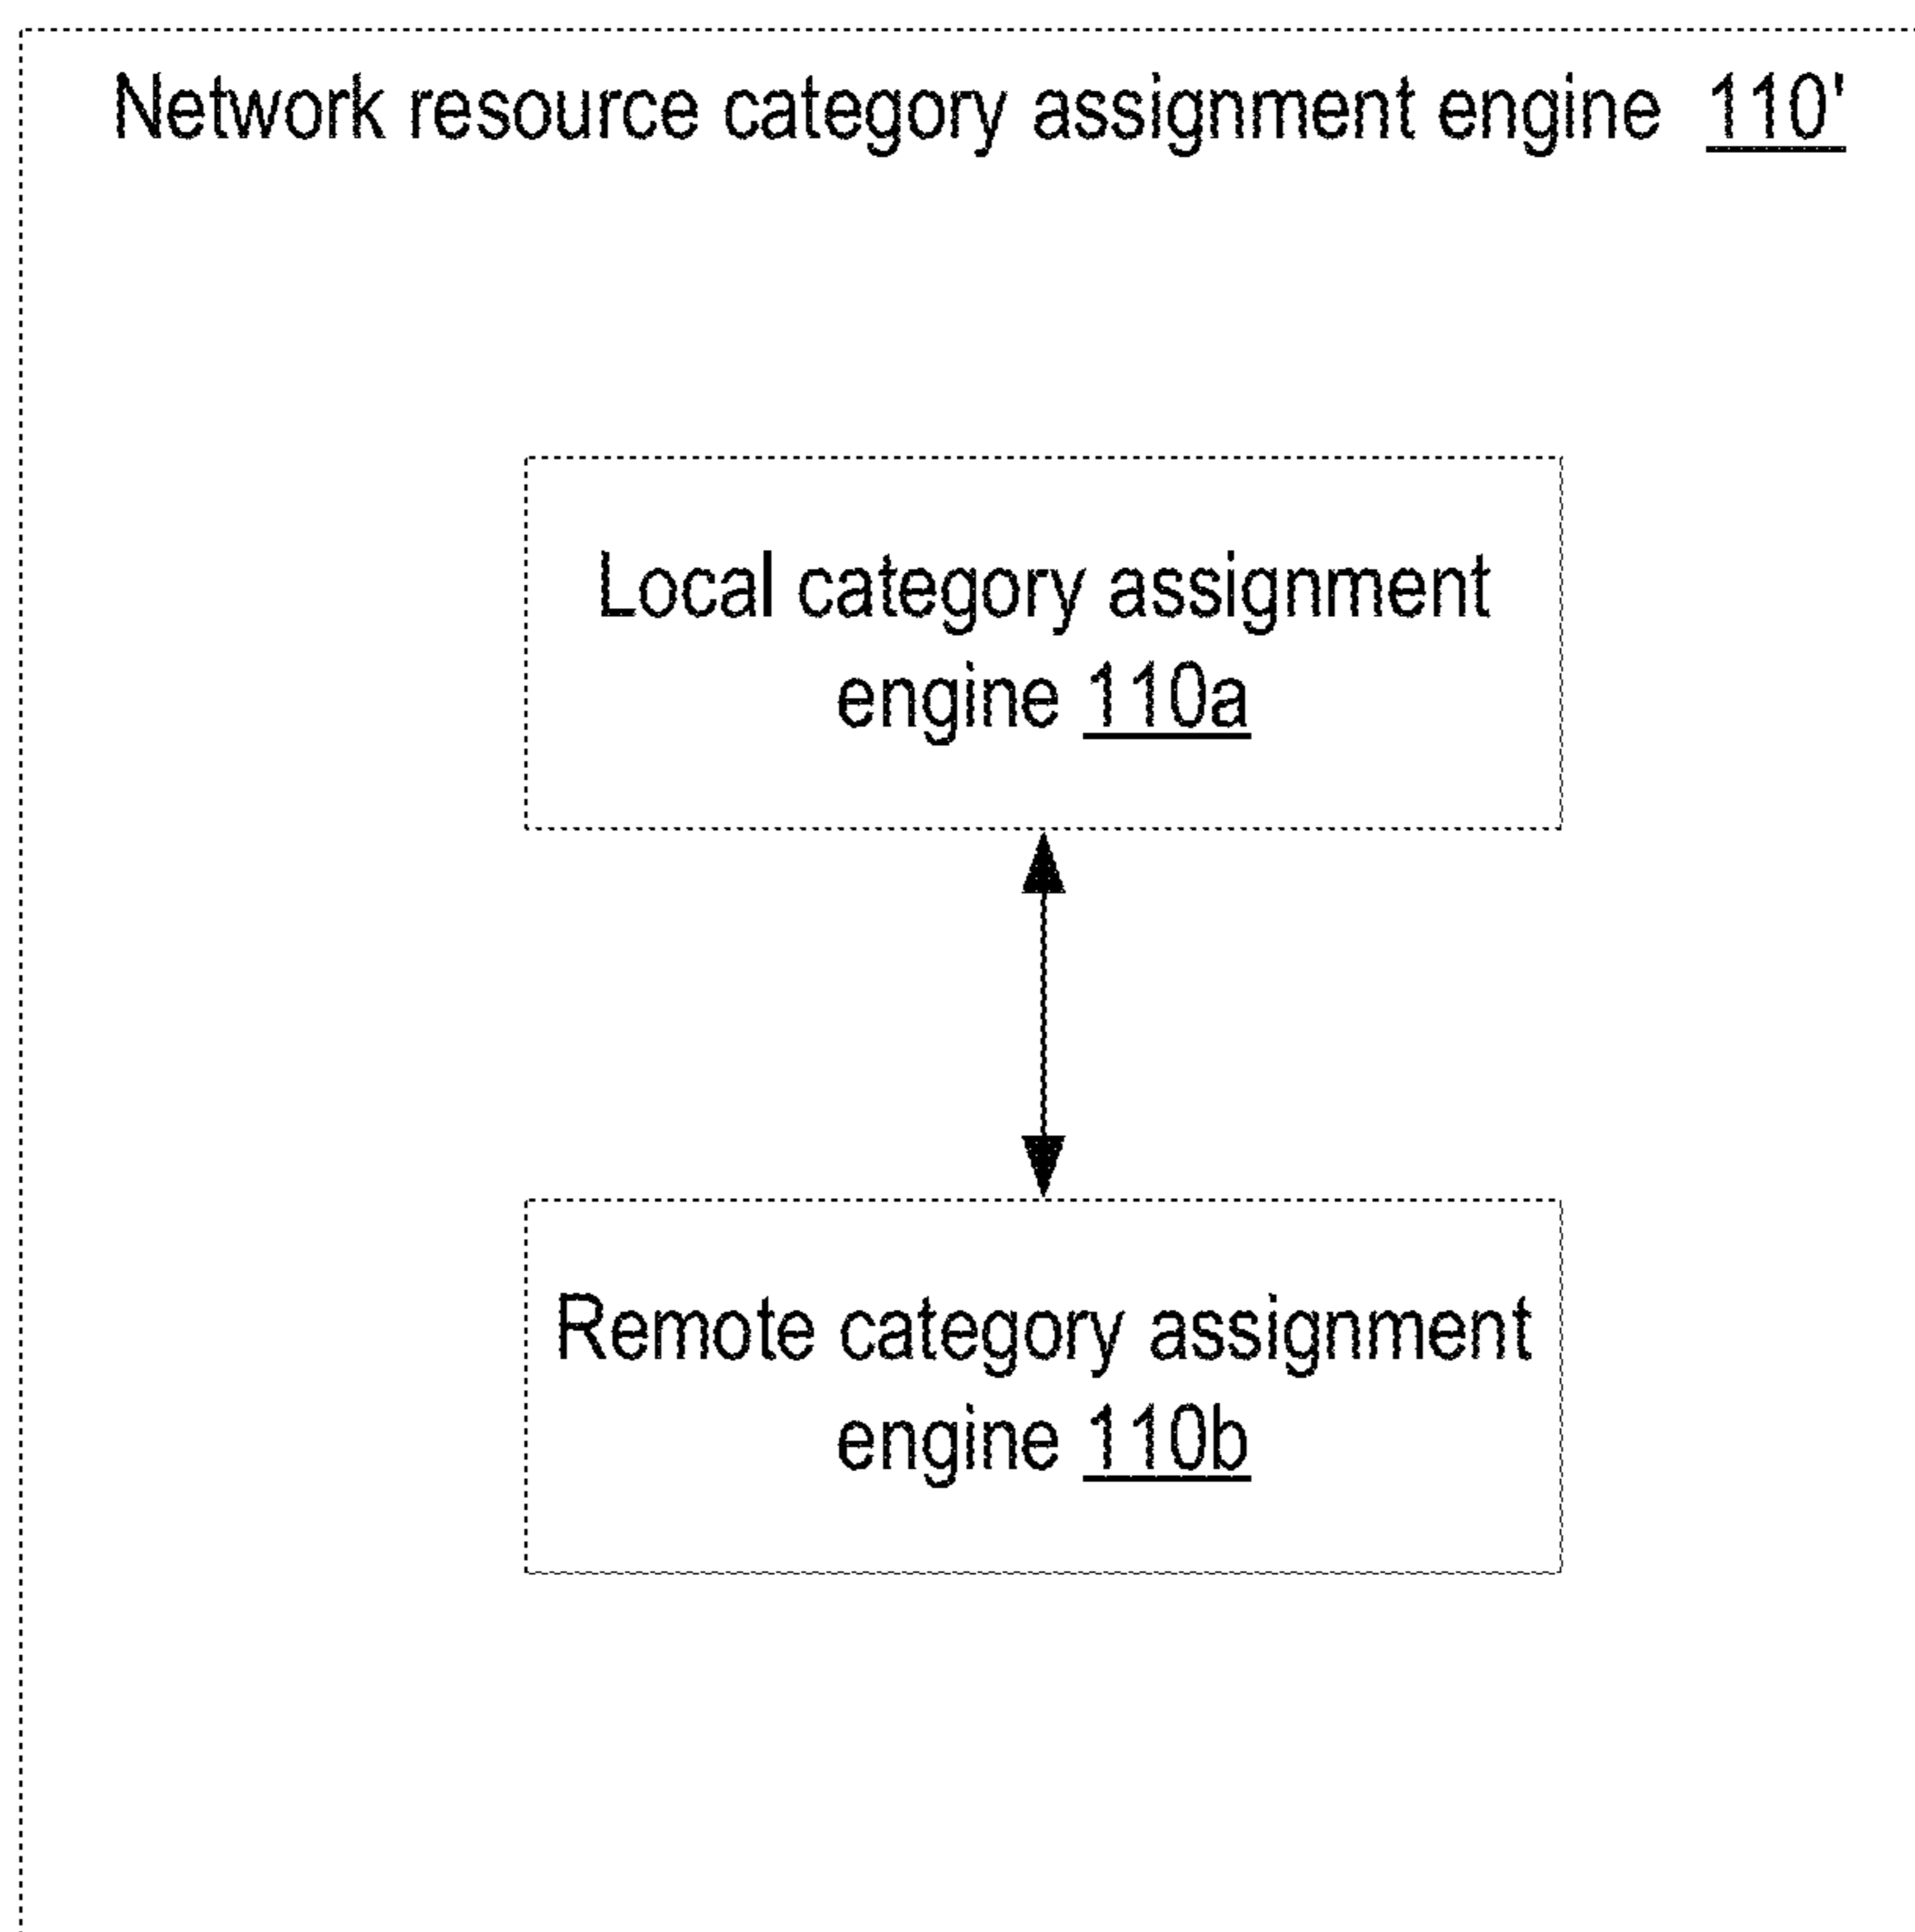 Network resource category assignment engine 110'
Local category assignment
engine 110a
Remote category assignment
engine 110b